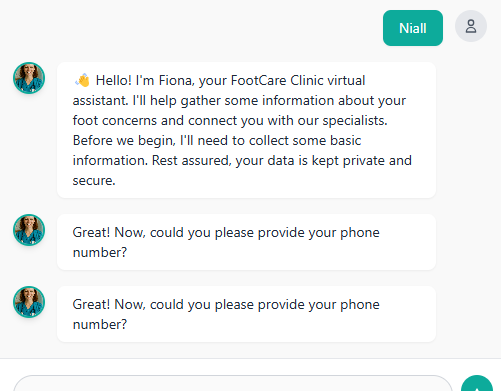 Niall
👋 Hello! I'm Fiona, your FootCare Clinic virtual
assistant. I'll help gather some information about your
foot concerns and connect you with our specialists.
Before we begin, I'll need to collect some basic
information. Rest assured, your data is kept private and
secure.
Great! Now, could you please provide your phone
number?
Great! Now, could you please provide your phone
number?